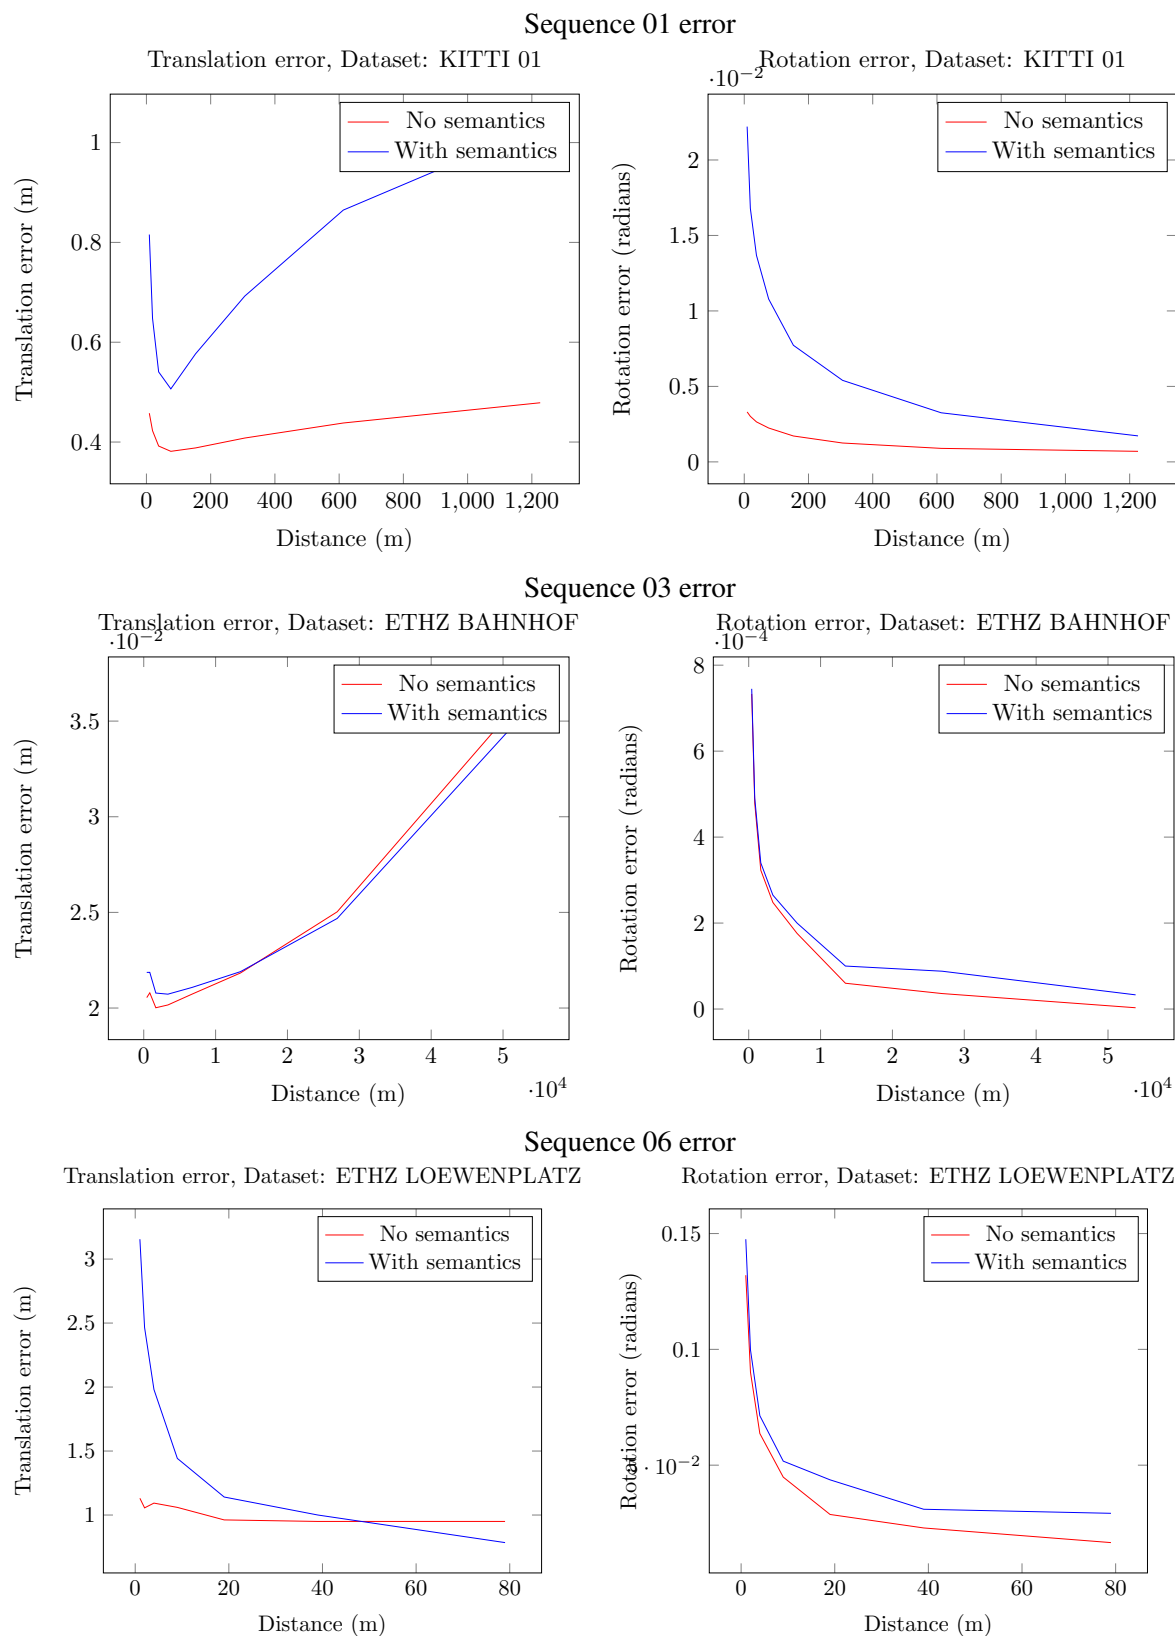 Sequence 01 error
Translation error, Dataset: KITTI 01
1
0.8
0.6
0.4
0 200 400 600 800 1,000 1,200
Distance (m)
Translation error (m)
No semantics
With semantics
Rotation error, Dataset: KITTI 01
·10−2
2
1.5
1
0.5
0
0 200 400 600 800 1,000 1,200
Distance (m)
Rotation error (radians)
No semantics
With semantics
Sequence 03 error
Translation error, Dataset: ETHZ BAHNHOF
·10−2
3.5
3
2.5
2
0 1 2 3 4 5
·104
Distance (m)
Translation error (m)
No semantics
With semantics
Rotation error, Dataset: ETHZ BAHNHOF
·10−4
8
6
4
2
0
0 1 2 3 4 5
·104
Distance (m)
Rotation error (radians)
No semantics
With semantics
Sequence 06 error
Translation error, Dataset: ETHZ LOEWENPLATZ
3
2.5
2
1.5
1
0 20 40 60 80
Distance (m)
Translation error (m)
No semantics
With semantics
Rotation error, Dataset: ETHZ LOEWENPLATZ
0.15
0.1
5 · 10−2
0 20 40 60 80
Distance (m)
Rotation error (radians)
No semantics
With semantics